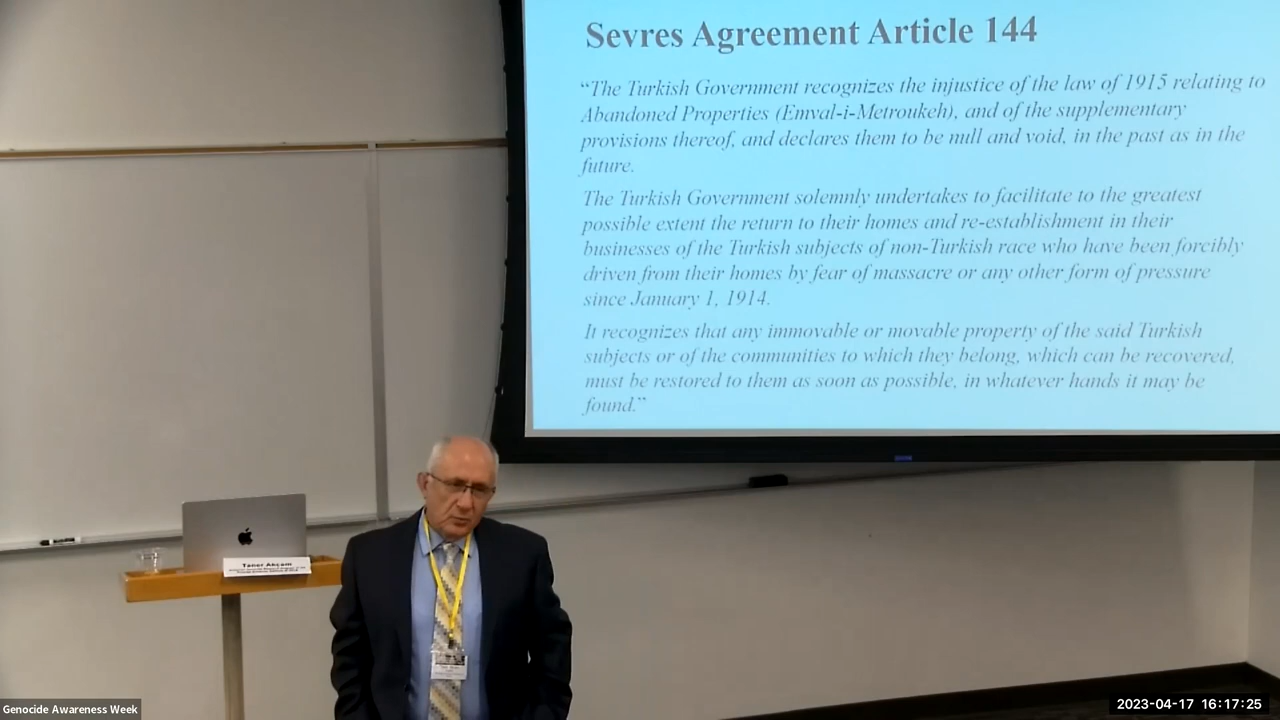 Sevres Agreement Article 144
“The Turkish Government recognizes the injustice of the law of 1915 relating to
Abandoned Properties (Emval-i-Metroukeh), and of the supplementary
provisions thereof, and declares them to be null and void, in the past as in the
future.
The Turkish Government solemnly undertakes to facilitate to the greatest
possible extent the return to their homes and re-establishment in their
businesses of the Turkish subjects of non-Turkish race who have been forcibly
driven from their homes by fear of massacre or any other form of pressure
since January 1, 1914.
It recognizes that any immovable or movable property of the said Turkish
subjects or of the communities to which they belong, which can be recovered,
must be restored to them as soon as possible, in whatever hands it may be
found.”
Taner Akçam
Genocide Awareness Week
2023-04-17 16:17:25